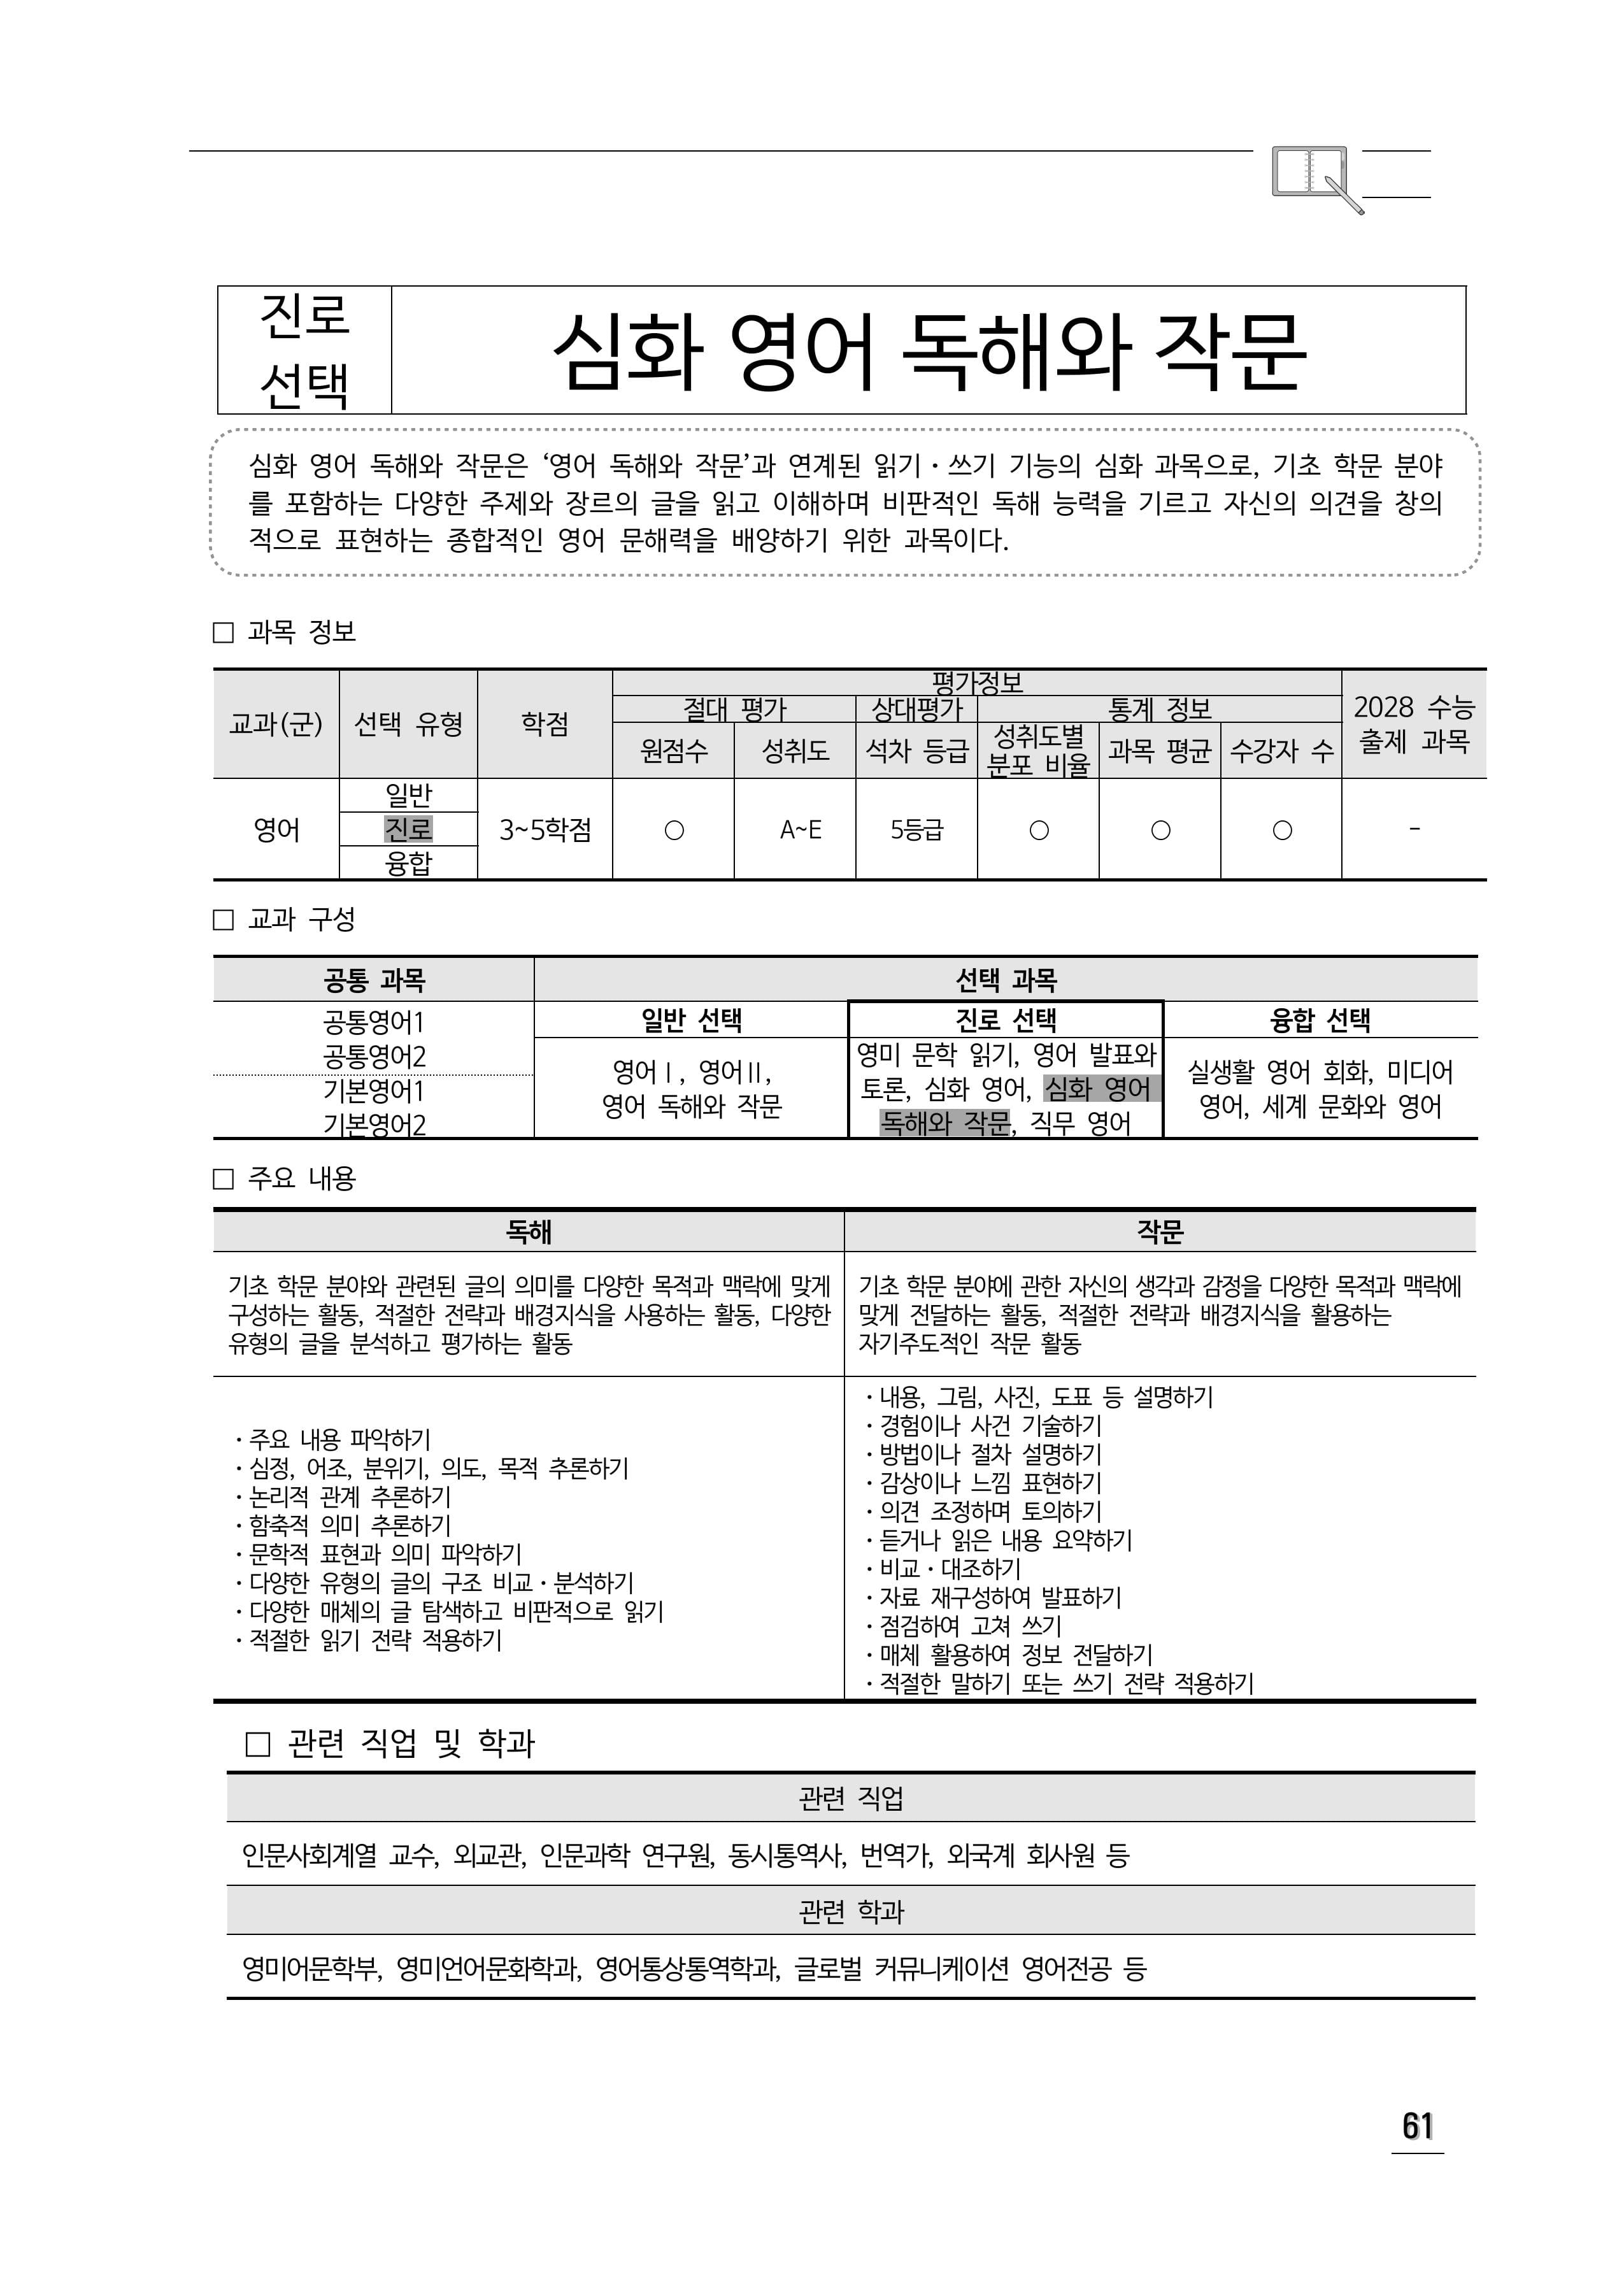 진로
선택
심화 영어 독해와 작문
심화 영어 독해와 작문은 ‘영어 독해와 작문’과 연계된 읽기・쓰기 기능의 심화 과목으로, 기초 학문 분야
를 포함하는 다양한 주제와 장르의 글을 읽고 이해하며 비판적인 독해 능력을 기르고 자신의 의견을 창의
적으로 표현하는 종합적인 영어 문해력을 배양하기 위한 과목이다.
□ 과목 정보
교과(군) 선택 유형 학점 평가정보 2028 수능
출제 과목
절대 평가 상대평가 통계 정보
원점수 성취도 석차 등급 성취도별
분포 비율 과목 평균 수강자 수
영어 일반
진로
융합
3~5학점 ○ A~E 5등급 ○ ○ ○ -
□ 교과 구성
공통 과목 선택 과목
공통영어1
공통영어2
기본영어1
기본영어2
일반 선택 진로 선택 융합 선택
영어Ⅰ, 영어Ⅱ,
영어 독해와 작문
영미 문학 읽기, 영어 발표와
토론, 심화 영어, 심화 영어
독해와 작문, 직무 영어
실생활 영어 회화, 미디어
영어, 세계 문화와 영어
□ 주요 내용
독해 작문
기초 학문 분야와 관련된 글의 의미를 다양한 목적과 맥락에 맞게
구성하는 활동, 적절한 전략과 배경지식을 사용하는 활동, 다양한
유형의 글을 분석하고 평가하는 활동
기초 학문 분야에 관한 자신의 생각과 감정을 다양한 목적과 맥락에
맞게 전달하는 활동, 적절한 전략과 배경지식을 활용하는
자기주도적인 작문 활동
・주요 내용 파악하기
・심정, 어조, 분위기, 의도, 목적 추론하기
・논리적 관계 추론하기
・함축적 의미 추론하기
・문학적 표현과 의미 파악하기
・다양한 유형의 글의 구조 비교・분석하기
・다양한 매체의 글 탐색하고 비판적으로 읽기
・적절한 읽기 전략 적용하기
・내용, 그림, 사진, 도표 등 설명하기
・경험이나 사건 기술하기
・방법이나 절차 설명하기
・감상이나 느낌 표현하기
・의견 조정하며 토의하기
・듣거나 읽은 내용 요약하기
・비교・대조하기
・자료 재구성하여 발표하기
・점검하여 고쳐 쓰기
・매체 활용하여 정보 전달하기
・적절한 말하기 또는 쓰기 전략 적용하기
□ 관련 직업 및 학과
관련 직업
인문사회계열 교수, 외교관, 인문과학 연구원, 동시통역사, 번역가, 외국계 회사원 등
관련 학과
영미어문학부, 영미언어문화학과, 영어통상통역학과, 글로벌 커뮤니케이션 영어전공 등
61